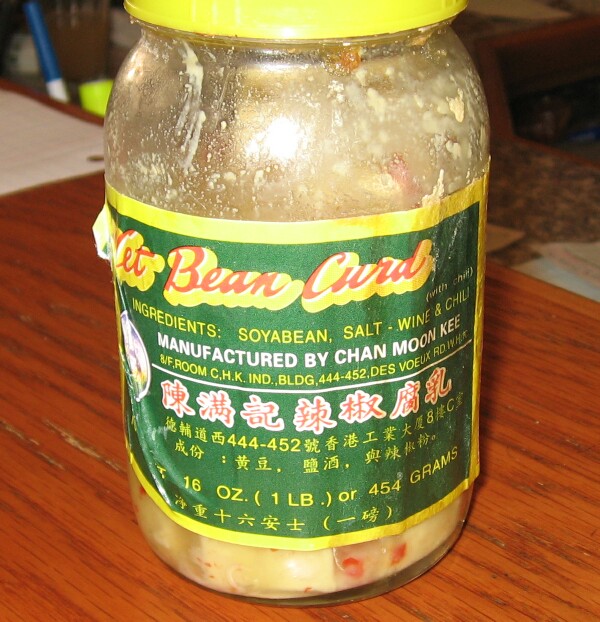 Wet Bean Curd
(with chili)
INGREDIENTS: SOYABEAN, SALT - WINE & CHILI
MANUFACTURED BY CHAN MOON KEE
8/F,ROOM C,H.K. IND.,BLDG,444-452,DES VOEUX RD.W.H.K.
陳滿記辣椒腐乳
德輔道西444-452號香港工業大厦8樓C室
成份 : 黃豆, 鹽酒, 與辣椒粉。
16 OZ. ( 1 LB .) or 454 GRAMS
淨重十六安士 (一磅)